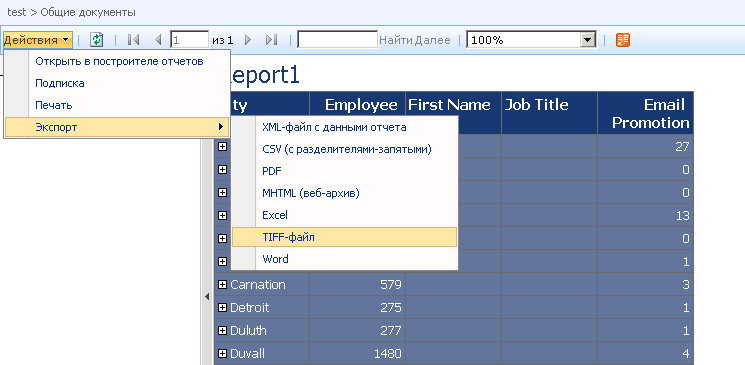 test > Общие документы
Действия
1
из 1
Найти Далее
100%
Открыть в построителе отчетов
Подписка
Печать
Экспорт
eport1
ty Employee First Name Job Title Email Promotion
XML-файл с данными отчета
CSV (с разделителями-запятыми)
PDF
MHTML (веб-архив)
Excel
TIFF-файл
Word
27
0
0
13
0
1
Carnation 579 3
Detroit 275 1
Duluth 277 1
Duvall 1480 4